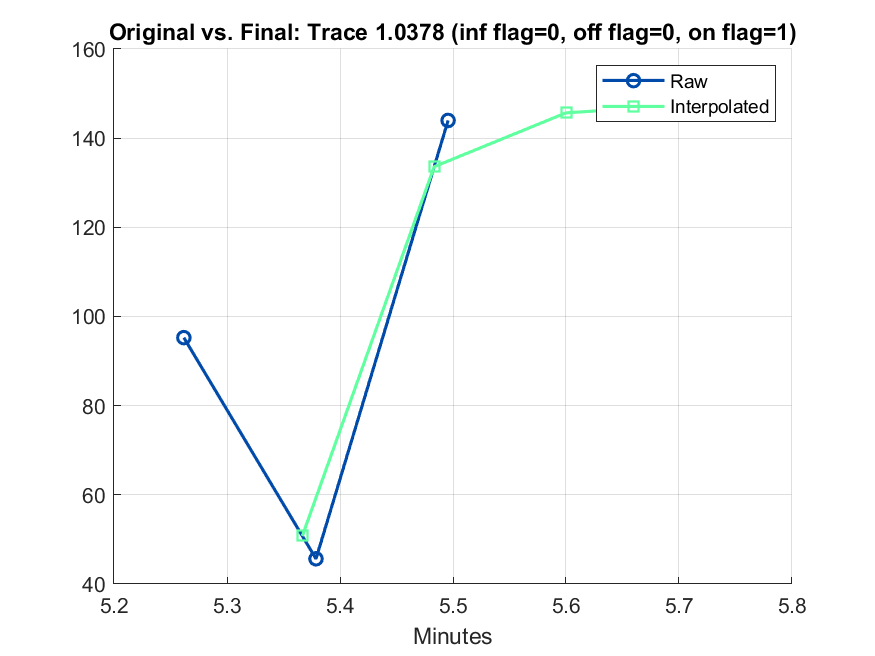 Original vs. Final: Trace 1.0378 (inf flag=0, off flag=0, on flag=1)
160
140
120
100
80
60
40
Raw
Interpolated
5.2 5.3 5.4 5.5 5.6 5.7 5.8
Minutes